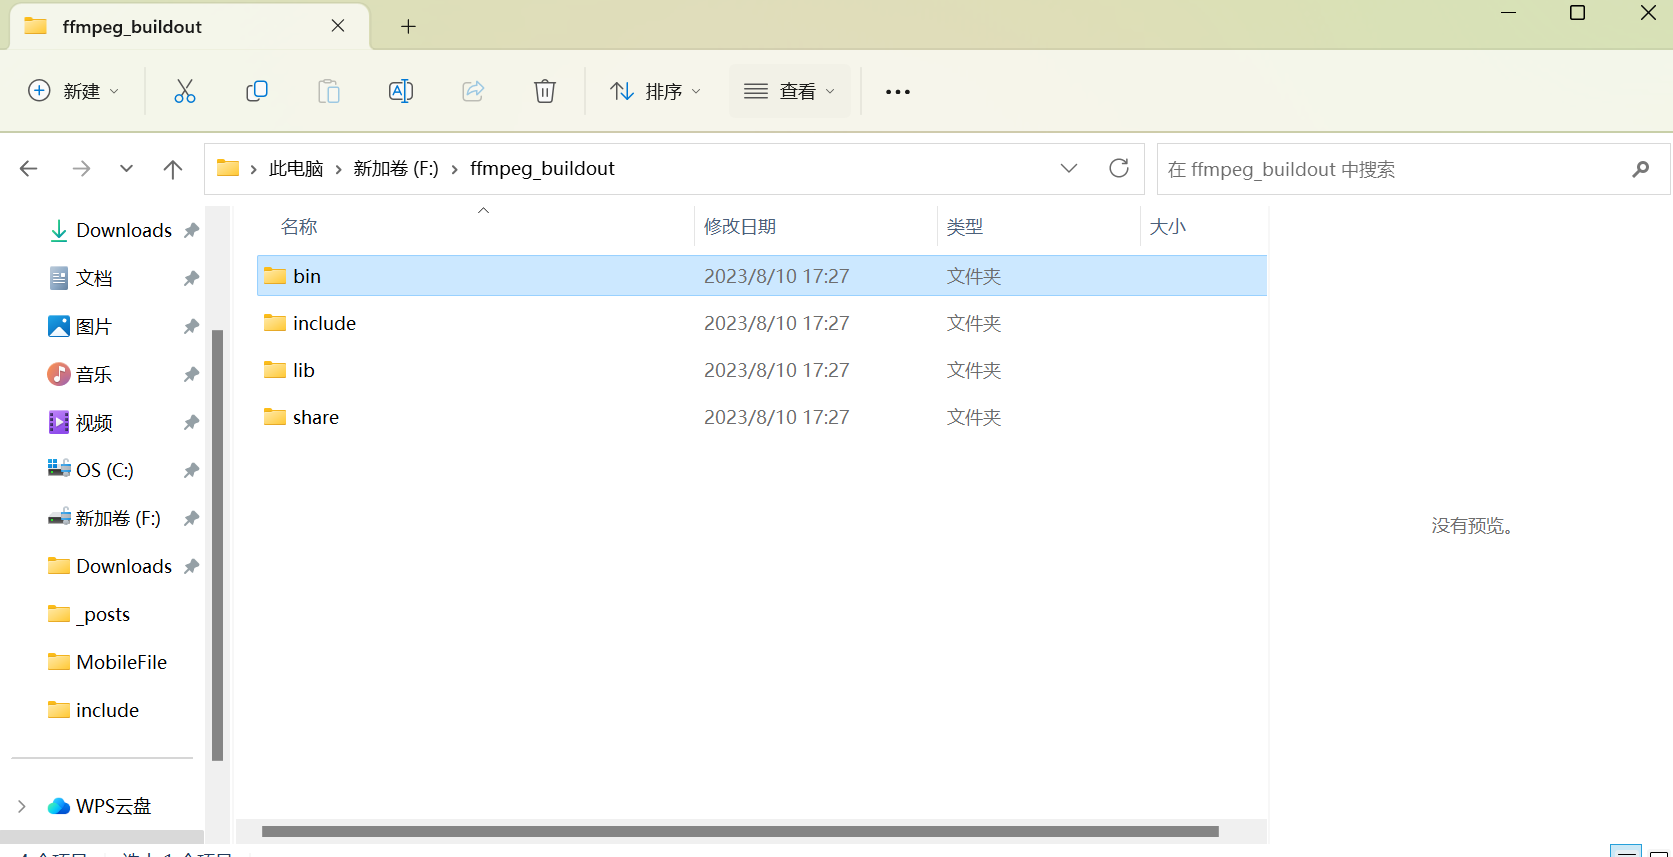 ffmpeg_buildout
新建
排序
查看
此电脑 新加卷 (F:) ffmpeg_buildout
在 ffmpeg_buildout 中搜索
Downloads
文档
图片
音乐
视频
OS (C:)
新加卷 (F:)
Downloads
_posts
MobileFile
include
WPS云盘
名称 修改日期 类型 大小
bin 2023/8/10 17:27 文件夹
include 2023/8/10 17:27 文件夹
lib 2023/8/10 17:27 文件夹
share 2023/8/10 17:27 文件夹
没有预览。